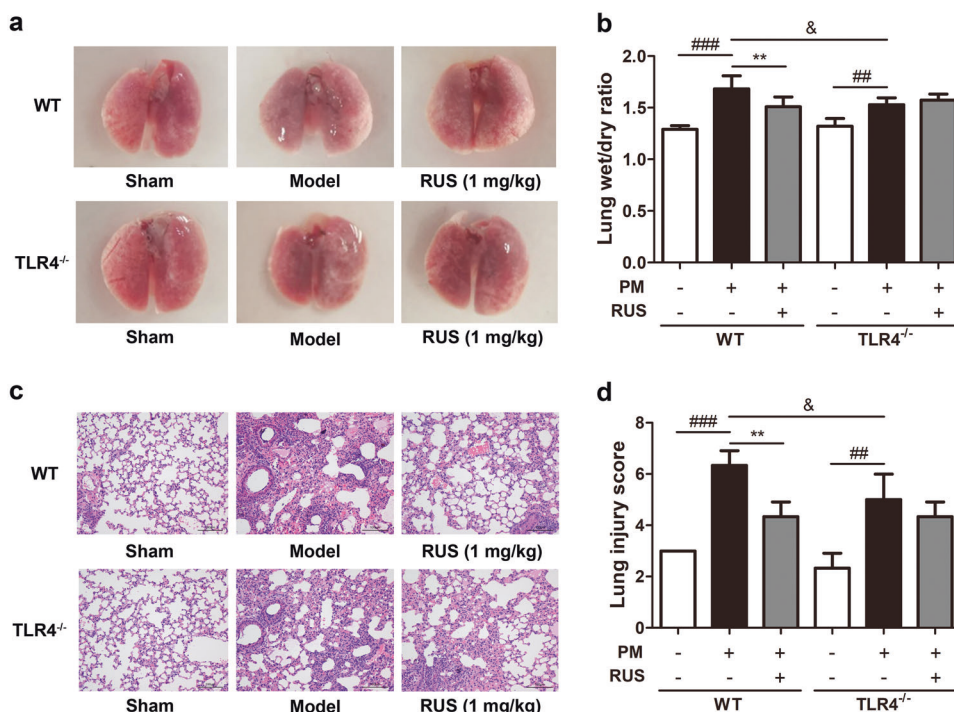 a
WT
Sham
Model
RUS (1 mg/kg)
TLR4-/-
Sham
Model
RUS (1 mg/kg)
b
Lung wet/dry ratio
2.0
1.5
1.0
0.5
0.0
###
**
&
##
PM - + + - + +
RUS - - + - - +
WT TLR4-/-
c
WT
Sham
Model
RUS (1 mg/kg)
TLR4-/-
Sham
Model
RUS (1 mg/kg)
d
Lung injury score
8
6
4
2
0
###
**
&
##
PM - + + - + +
RUS - - + - - +
WT TLR4-/-